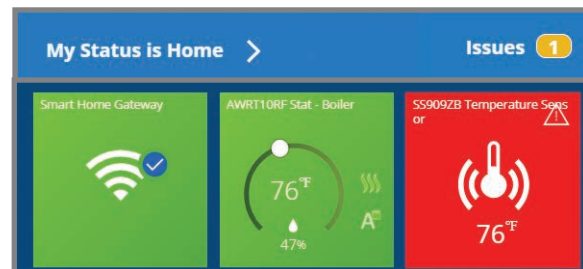 My Status is Home
Issues 1
Smart Home Gateway
AWRT10RF Stat - Boiler
76°F
A
47%
SS909ZB Temperature Sens
or
76°F